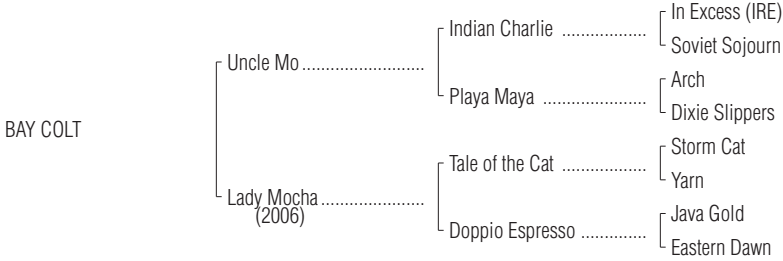 In Excess (IRE)
Indian Charlie ..................
Soviet Sojourn
Uncle Mo..........................
Arch
Playa Maya ......................
Dixie Slippers
BAY COLT
Storm Cat
Tale of the Cat ..................
Yarn
Lady Mocha......................
(2006)
Java Gold
Doppio Espresso ..............
Eastern Dawn